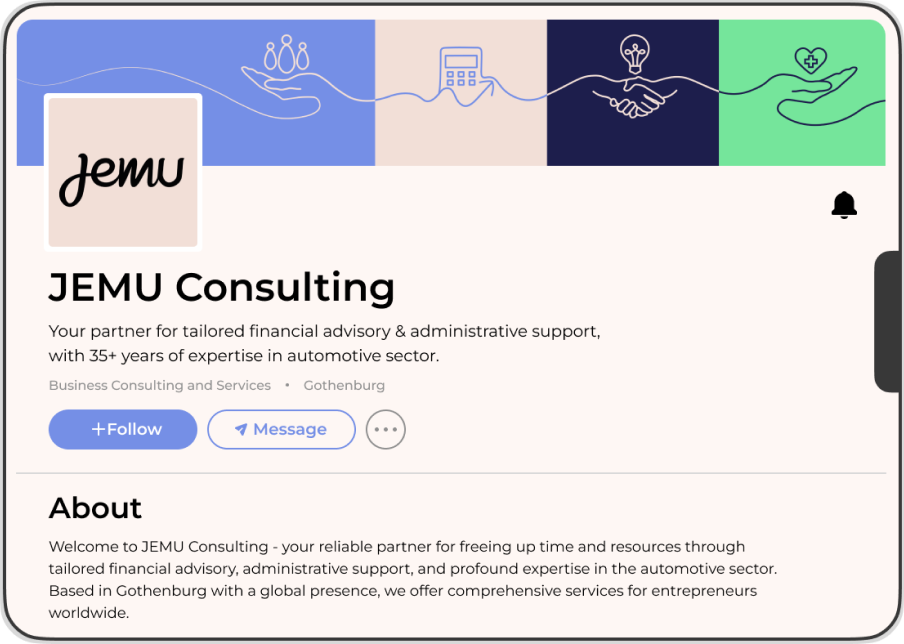 Jemu
JEMU Consulting
Your partner for tailored financial advisory & administrative support,
with 35+ years of expertise in automotive sector.
Business Consulting and Services • Gothenburg
+Follow Message
About
Welcome to JEMU Consulting - your reliable partner for freeing up time and resources through
tailored financial advisory, administrative support, and profound expertise in the automotive sector.
Based in Gothenburg with a global presence, we offer comprehensive services for entrepreneurs
worldwide.